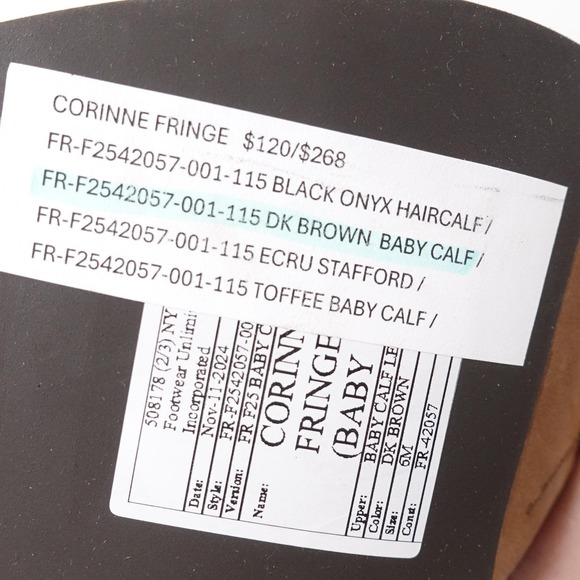 CORINNE FRINGE $120/$268
FR-F2542057-001-115 BLACK ONYX HAIRCALF/
FR-F2542057-001-115 DK BROWN BABY CALF /
FR-F2542057-001-115 ECRU STAFFORD /
FR-F2542057-001-115 TOFFEE BABY CALF /
508178 (2/3) NY
Footwear Unlimi
Incorporated
Date: Nov-11-2024
Style: FR-F2542057-00
Version: FR F25 BABY C
Name: CORINN
FRINGE
(BABY
Upper: BABY CALF LE
Color: DK BROWN
Size: 6M
Const: FR-42057